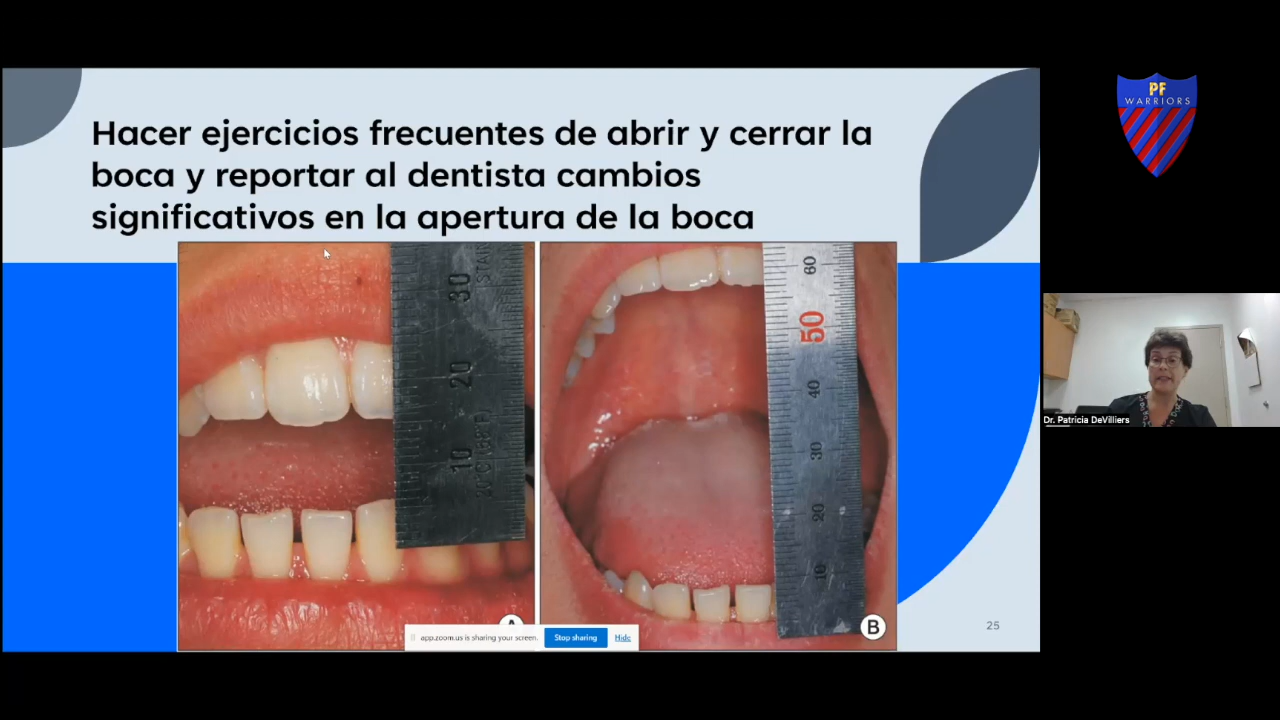 Hacer ejercicios frecuentes de abrir y cerrar la
boca y reportar al dentista cambios
significativos en la apertura de la boca
PF
WARRIORS
30
20
10
20°C (68°F)
60
50
40
30
20
10
B
25
app.zoom.us is sharing your screen.
Stop sharing
Hide
Dr. Patricia DeVilliers